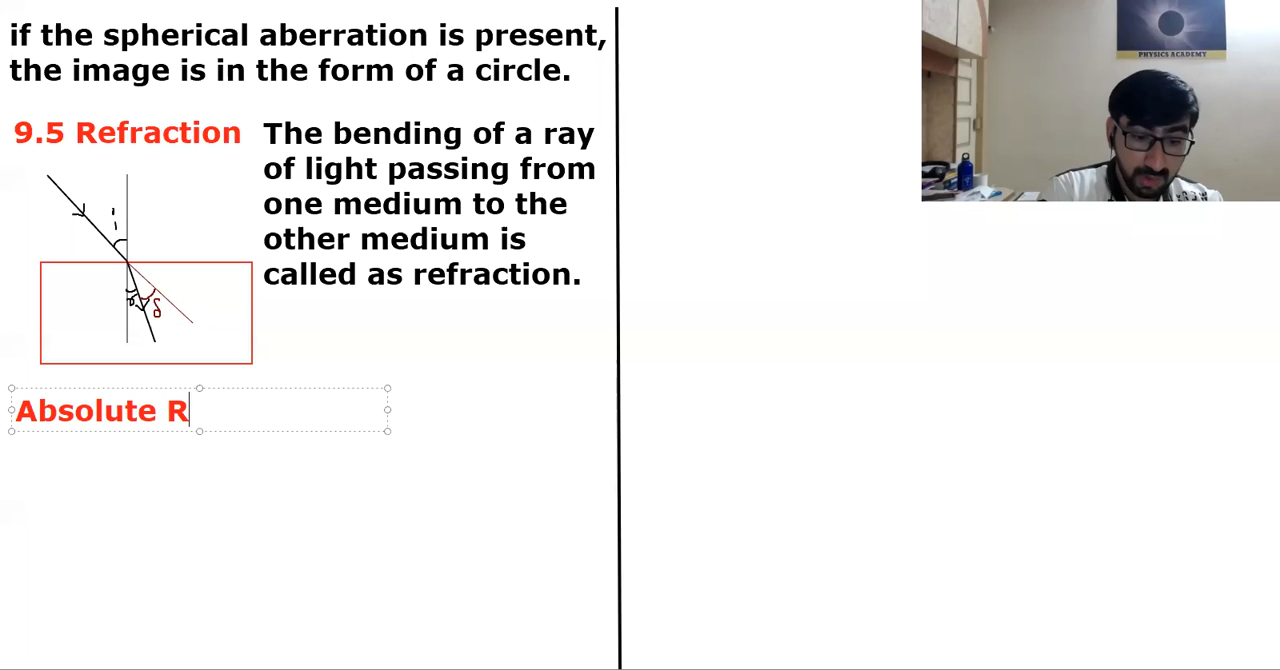 if the spherical aberration is present,
the image is in the form of a circle.
9.5 Refraction
The bending of a ray
of light passing from
one medium to the
other medium is
called as refraction.
i
r
δ
Absolute R
PHYSICS ACADEMY